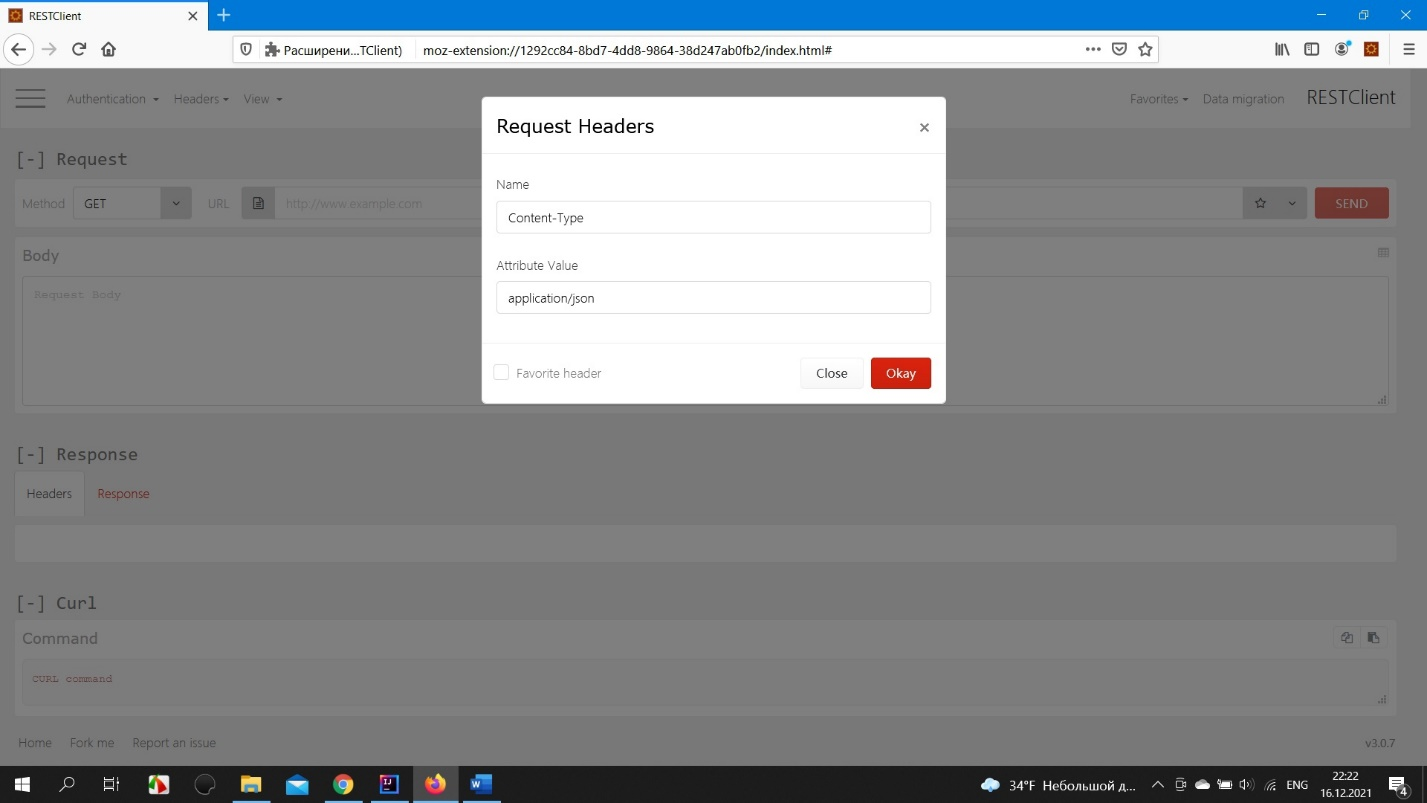 RESTClient
Расширени...TClient)
moz-extension://1292cc84-8bd7-4dd8-9864-38d247ab0fb2/index.html#
Authentication
Headers
View
Favorites
Data migration
RESTClient
Request Headers
[-] Request
Name
Method
GET
URL
http://www.example.com
Content-Type
SEND
Body
Attribute Value
Request Body
application/json
Favorite header
Close
Okay
[-] Response
Headers
Response
[-] Curl
Command
CURL command
Home
Fork me
Report an issue
v3.0.7
34°F Небольшой д...
ENG
22:22
16.12.2021
4